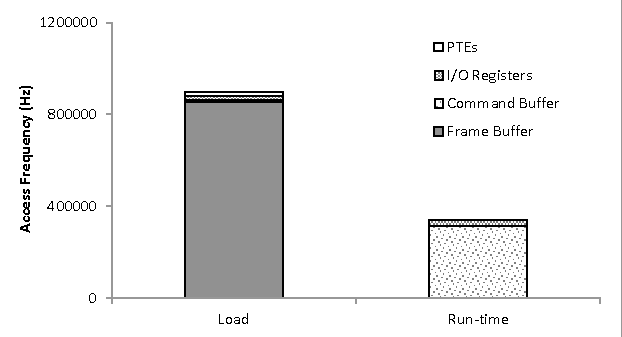 1200000
800000
400000
0
Access Frequency (Hz)
PTEs
I/O Registers
Command Buffer
Frame Buffer
Load
Run-time